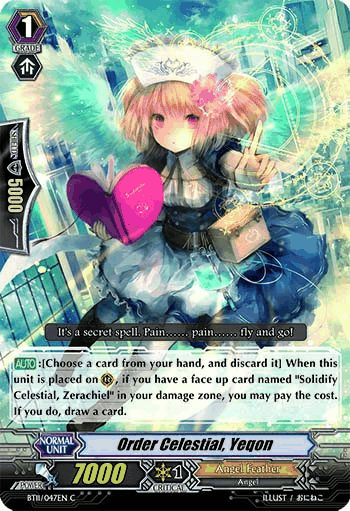 1
GRADE
SHIELD
5000
It's a secret spell. Pain...... pain...... fly and go!
AUTO:[Choose a card from your hand, and discard it] When this
unit is placed on , if you have a face up card named "Solidify
Celestial, Zerachiel" in your damage zone, you may pay the cost.
If you do, draw a card.
NORMAL
UNIT
Order Celestial, Yeqon
POWER
7000
1
CRITICAL
Angel Feather
Angel
BT11/047EN C
ILLUST / おにねこ